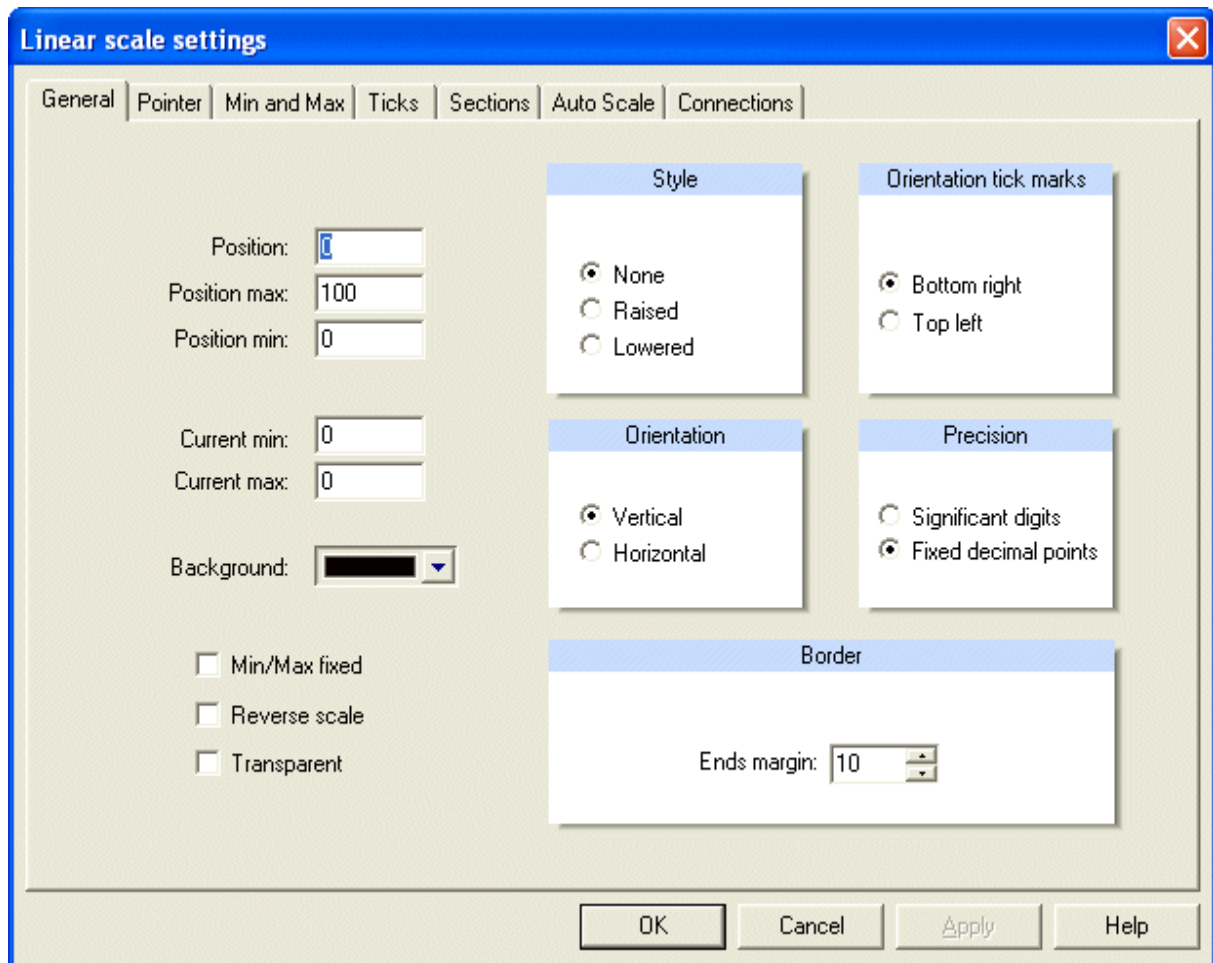 Linear scale settings
General Pointer Min and Max Ticks Sections Auto Scale Connections
Position: 0
Position max: 100
Position min: 0
Current min: 0
Current max: 0
Background:
Min/Max fixed
Reverse scale
Transparent
Style
None
Raised
Lowered
Orientation tick marks
Bottom right
Top left
Orientation
Vertical
Horizontal
Precision
Significant digits
Fixed decimal points
Border
Ends margin: 10
OK Cancel Apply Help